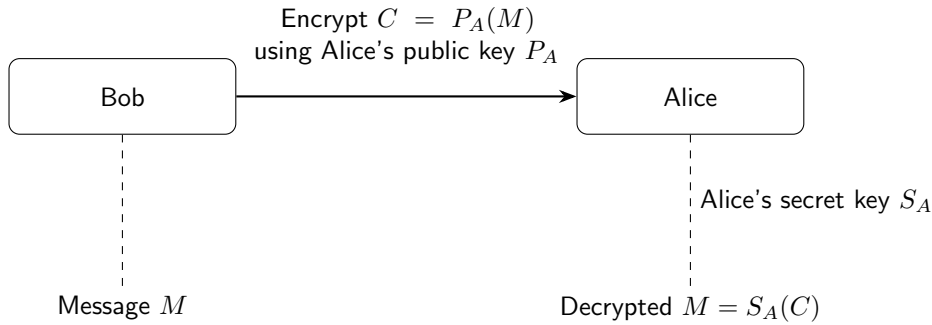 Encrypt C = P_A(M)
using Alice's public key P_A
Bob
Alice
Alice's secret key S_A
Message M
Decrypted M = S_A(C)